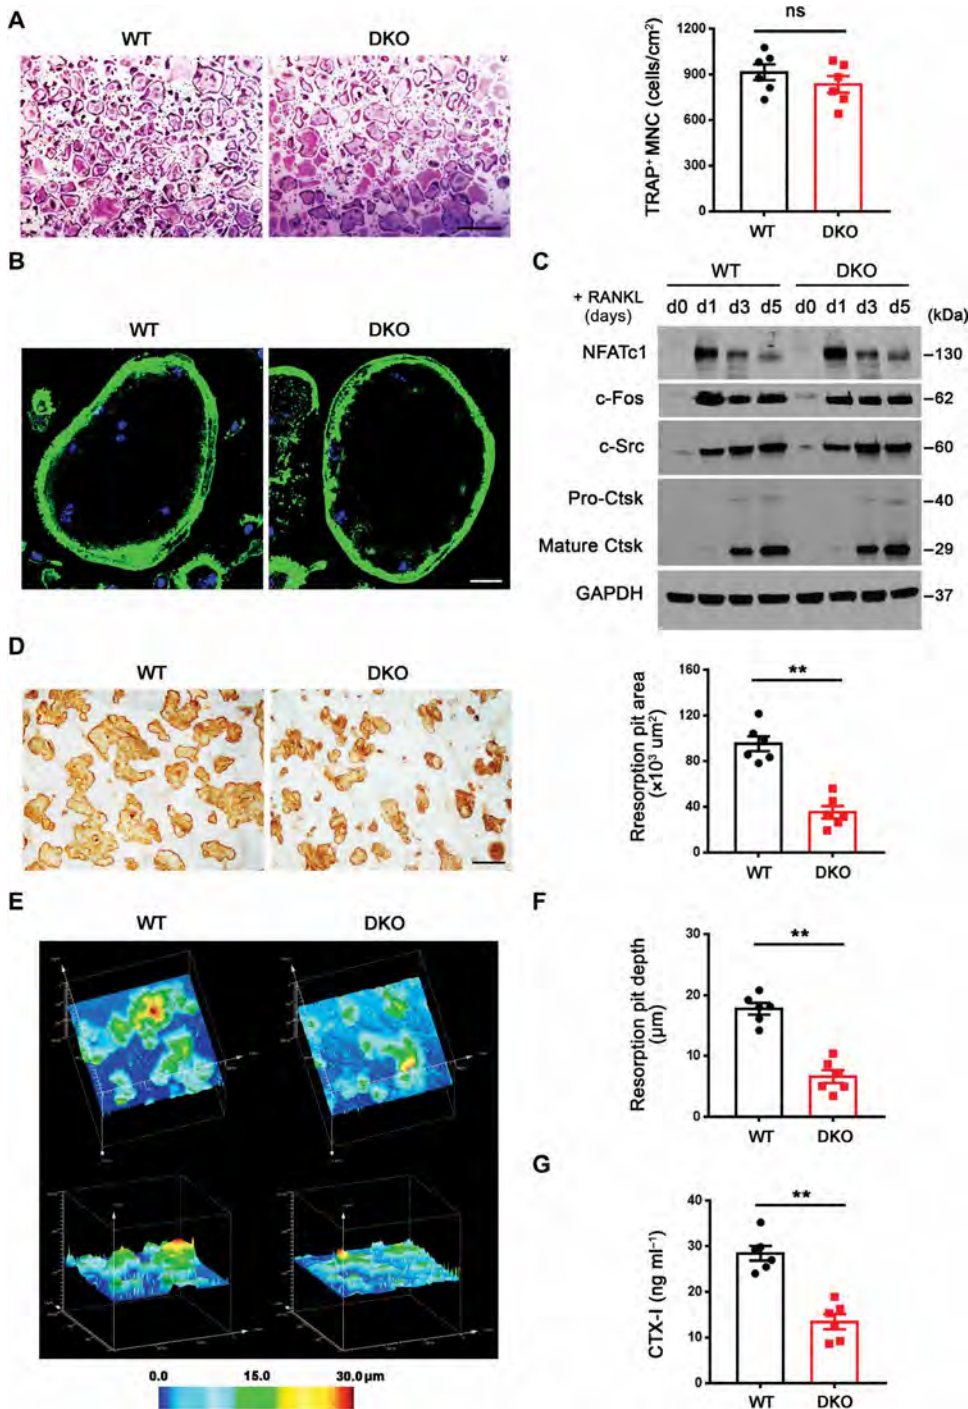 A
WT
DKO
ns
TRAP⁺ MNC (cells/cm²)
1200
900
600
300
0
WT
DKO
B
WT
DKO
C
WT
DKO
+ RANKL
(days)
d0 d1 d3 d5 d0 d1 d3 d5
(kDa)
NFATc1
–130
c-Fos
–62
c-Src
–60
Pro-Ctsk
–40
Mature Ctsk
–29
GAPDH
–37
D
WT
DKO
**
Rresorption pit area
(×10³ um²)
160
120
80
40
0
WT
DKO
E
WT
DKO
0.0
15.0
30.0 µm
F
**
Resorption pit depth
(µm)
30
20
10
0
WT
DKO
G
**
CTX-I (ng ml⁻¹)
40
30
20
10
0
WT
DKO